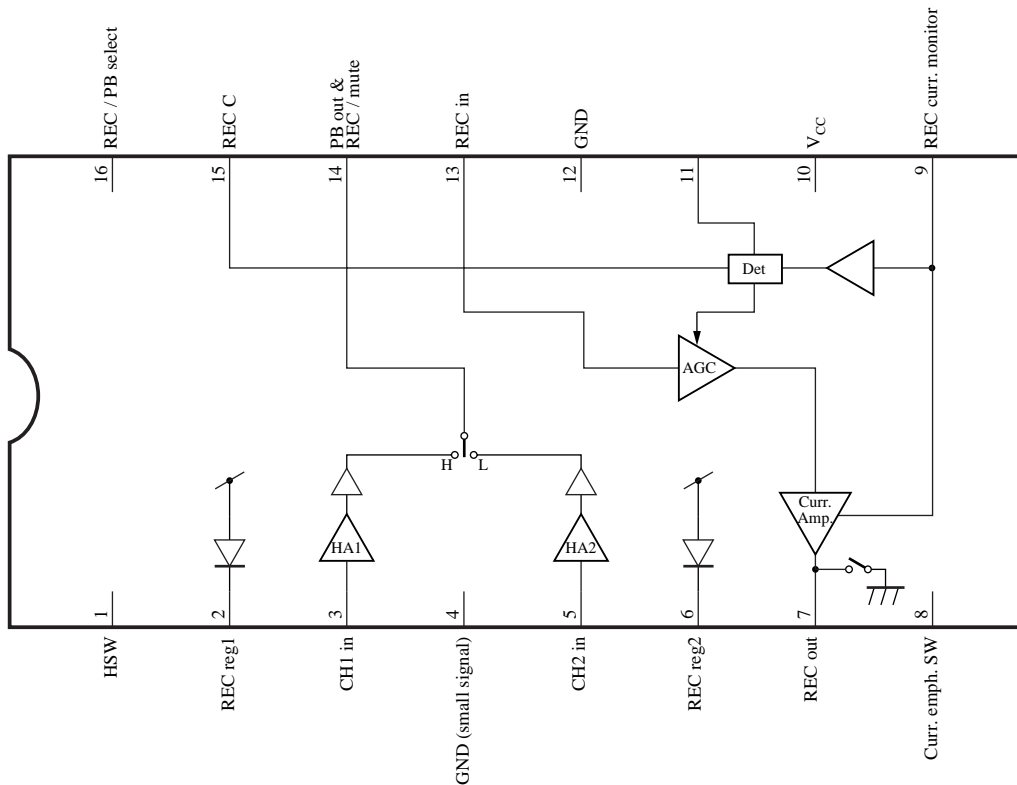 REC / PB select
REC C
PB out &
REC / mute
REC in
GND
VCC
REC curr. monitor
16
15
14
13
12
11
10
9
Det
AGC
H
L
Curr.
Amp.
HA1
HA2
1
2
3
4
5
6
7
8
HSW
REC reg1
CH1 in
GND (small signal)
CH2 in
REC reg2
REC out
Curr. emph. SW